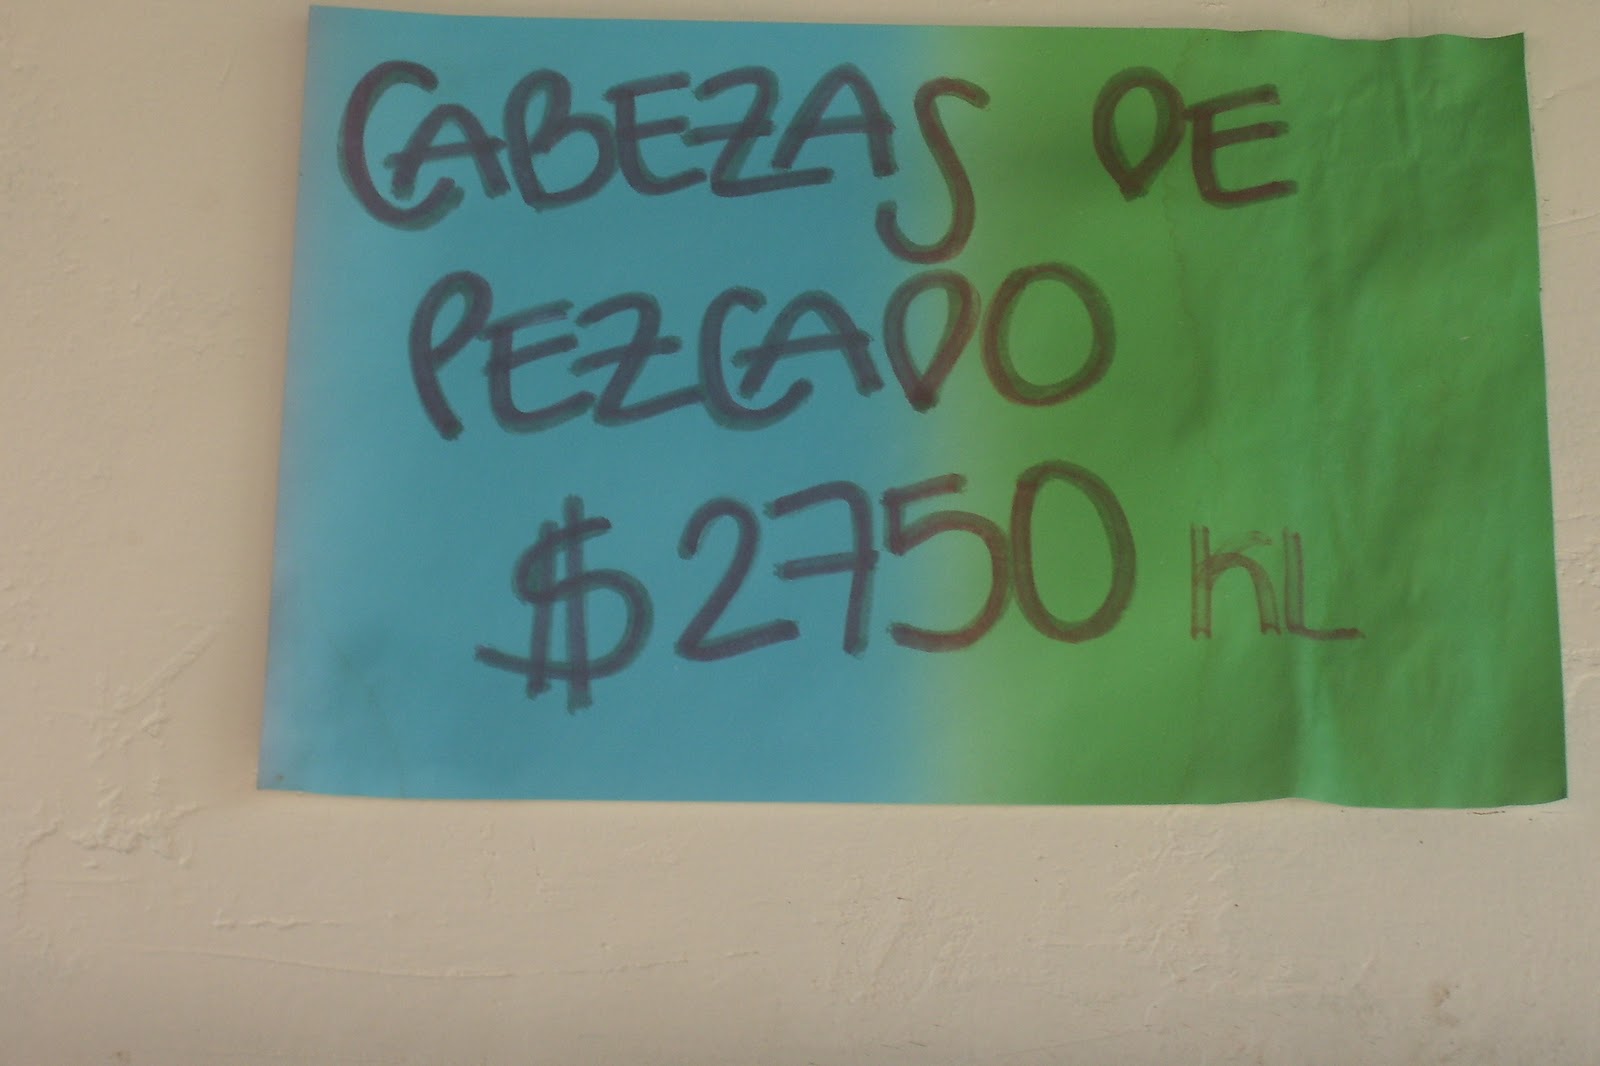 CABEZAS DE
PEZCADO
$2750 KL